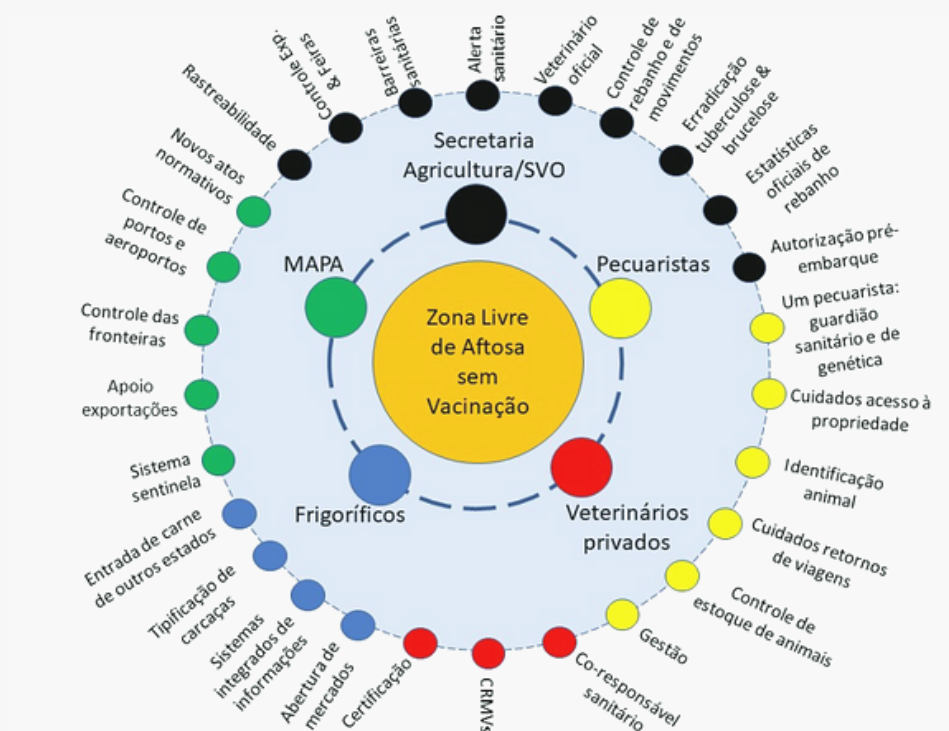 Zona Livre
de Aftosa
sem
Vacinação
Secretaria
Agricultura/SVO
Pecuaristas
Veterinários
privados
Frigoríficos
MAPA
Alerta
sanitário
Veterinário
oficial
Controle de
rebanho e de
movimentos
Erradicação
tuberculose &
brucelose
Estatísticas
oficiais de
rebanho
Autorização pré-
embarque
Um pecuarista:
guardião
sanitário e de
genética
Cuidados acesso à
propriedade
Identificação
animal
Cuidados retornos
de viagens
Controle de
estoque de animais
Gestão
Co-responsável
sanitário
CRMVs
Certificação
Abertura de
mercados
Sistemas
integrados de
informações
Tipificação de
carcaças
Entrada de carne
de outros estados
Sistema
sentinela
Apoio
exportações
Controle das
fronteiras
Controle de
portos e
aeroportos
Novos atos
normativos
Rastreabilidade
Controle Exp.
& Feiras
Barreiras
sanitárias